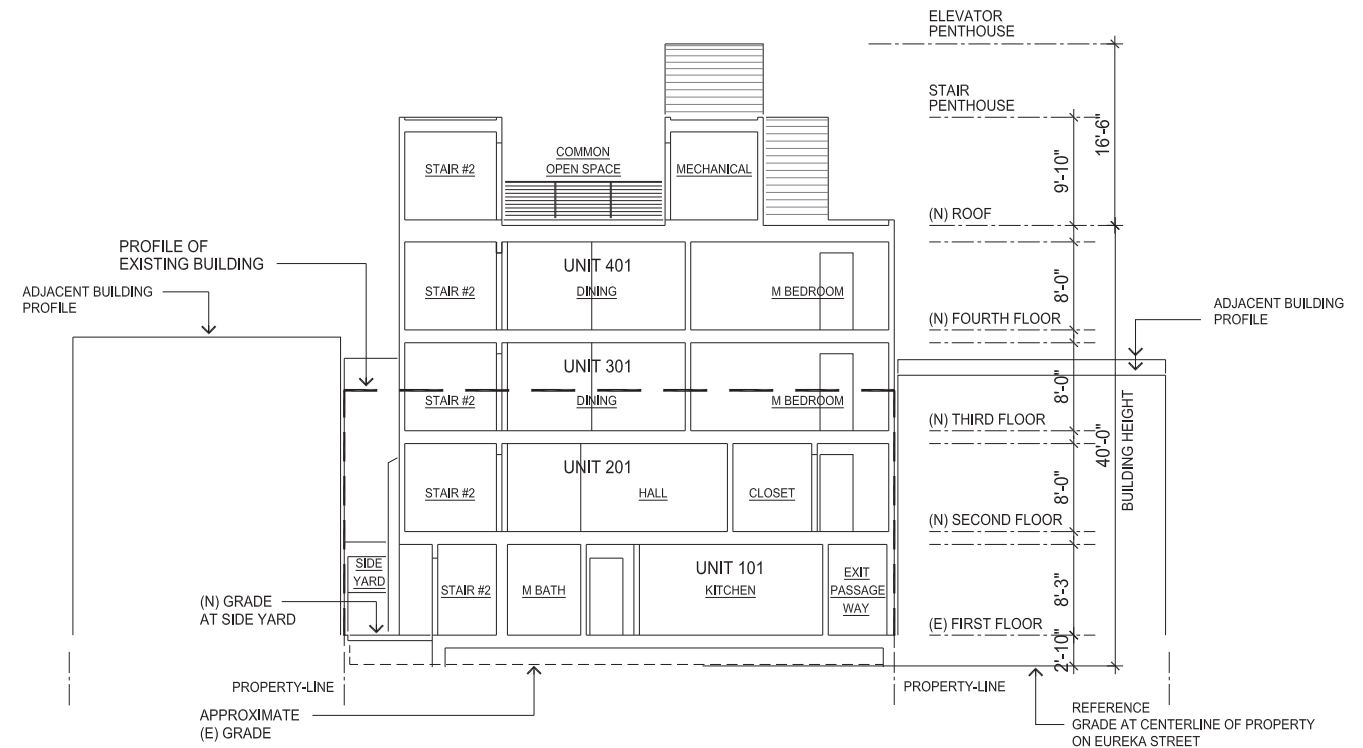 ELEVATOR
PENTHOUSE
STAIR
PENTHOUSE
16'-6"
9'-10"
COMMON
OPEN SPACE
STAIR #2
MECHANICAL
(N) ROOF
PROFILE OF
EXISTING BUILDING
UNIT 401
STAIR #2
DINING
M BEDROOM
8'-0"
ADJACENT BUILDING
PROFILE
(N) FOURTH FLOOR
ADJACENT BUILDING
PROFILE
UNIT 301
STAIR #2
DINING
M BEDROOM
8'-0"
(N) THIRD FLOOR
40'-0"
BUILDING HEIGHT
UNIT 201
STAIR #2
HALL
CLOSET
8'-0"
(N) SECOND FLOOR
SIDE
YARD
STAIR #2
M BATH
UNIT 101
KITCHEN
EXIT
PASSAGE
WAY
8'-3"
(N) GRADE
AT SIDE YARD
(E) FIRST FLOOR
2'-10"
PROPERTY-LINE
PROPERTY-LINE
APPROXIMATE
(E) GRADE
REFERENCE
GRADE AT CENTERLINE OF PROPERTY
ON EUREKA STREET